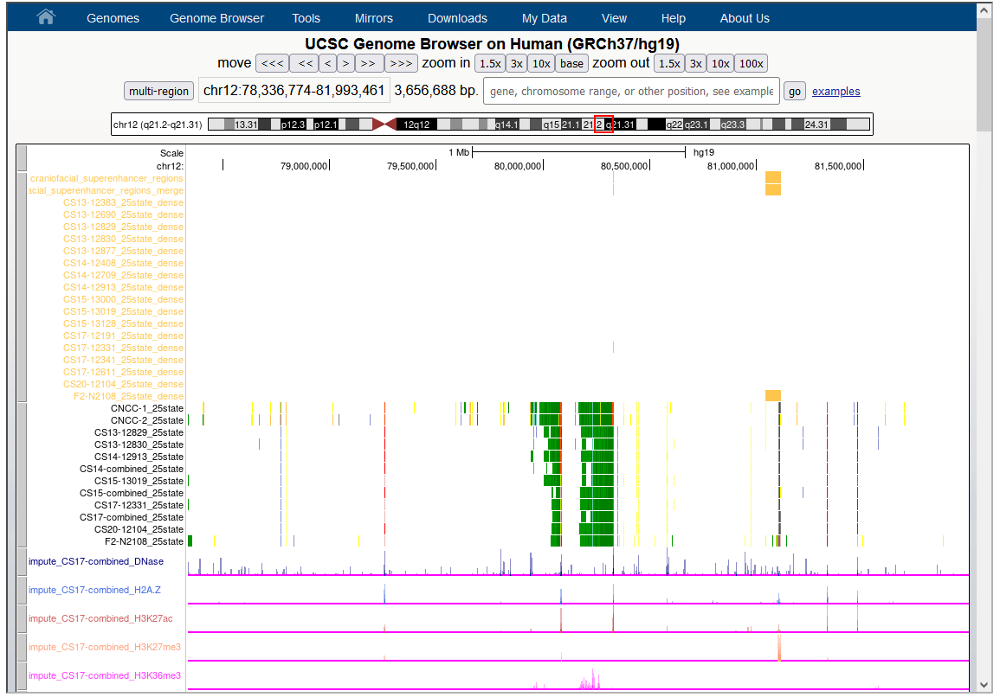 Genomes Genome Browser Tools Mirrors Downloads My Data View Help About Us
UCSC Genome Browser on Human (GRCh37/hg19)
move <<< << < > >> >>> zoom in 1.5x 3x 10x base zoom out 1.5x 3x 10x 100x
multi-region chr12:78,336,774-81,993,461 3,656,688 bp. gene, chromosome range, or other position, see example go examples
chr12 (q21.2-q21.31) 13.31 p12.3 p12.1 12q12 q14.1 q15 21.1 21.2 q21.31 q22 q23.1 q23.3 24.31
Scale 1 Mb hg19
chr12: 79,000,000 79,500,000 80,000,000 80,500,000 81,000,000 81,500,000
craniofacial_superenhancer_regions
acial_superenhancer_regions_merge
CS13-12383_25state_dense
CS13-12690_25state_dense
CS13-12829_25state_dense
CS13-12830_25state_dense
CS13-12877_25state_dense
CS14-12408_25state_dense
CS14-12709_25state_dense
CS14-12913_25state_dense
CS15-13000_25state_dense
CS15-13019_25state_dense
CS15-13128_25state_dense
CS17-12191_25state_dense
CS17-12331_25state_dense
CS17-12341_25state_dense
CS17-12611_25state_dense
CS20-12104_25state_dense
F2-N2108_25state_dense
CNCC-1_25state
CNCC-2_25state
CS13-12829_25state
CS13-12830_25state
CS14-12913_25state
CS14-combined_25state
CS15-13019_25state
CS15-combined_25state
CS17-12331_25state
CS17-combined_25state
CS20-12104_25state
F2-N2108_25state
impute_CS17-combined_DNase
impute_CS17-combined_H2A.Z
impute_CS17-combined_H3K27ac
impute_CS17-combined_H3K27me3
impute_CS17-combined_H3K36me3